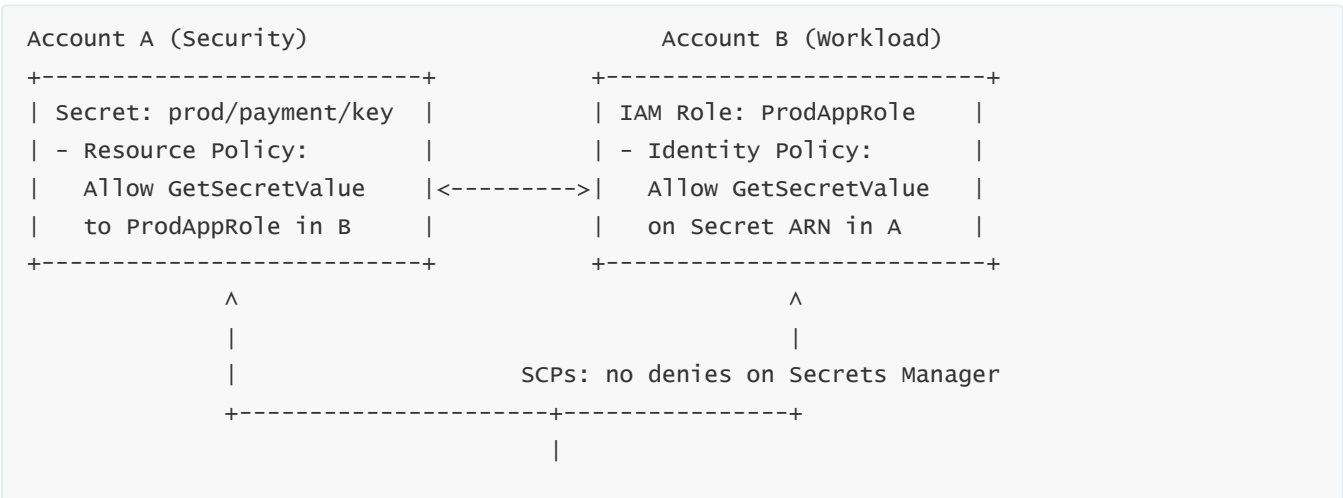 Account A (Security)                       Account B (Workload)
+---------------------------+          +---------------------------+
| Secret: prod/payment/key  |          | IAM Role: ProdAppRole     |
| - Resource Policy:        |          | - Identity Policy:        |
|   Allow GetSecretValue    |<-------->|   Allow GetSecretValue    |
|   to ProdAppRole in B     |          |   on Secret ARN in A      |
+---------------------------+          +---------------------------+
             ^                                      ^
             |                                      |
             |                   SCPs: no denies on Secrets Manager
             +----------------------+---------------+
                                    |